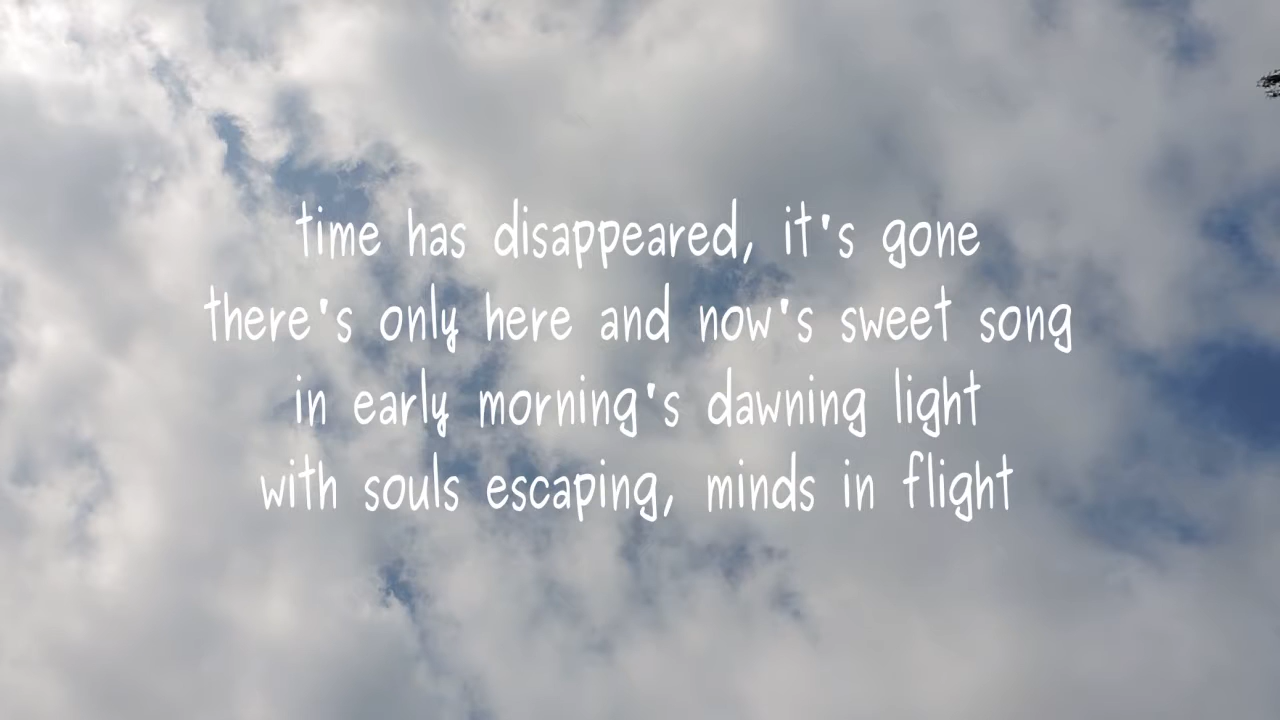 time has disappeared, it's gone
there's only here and now's sweet song
in early morning's dawning light
with souls escaping, minds in flight